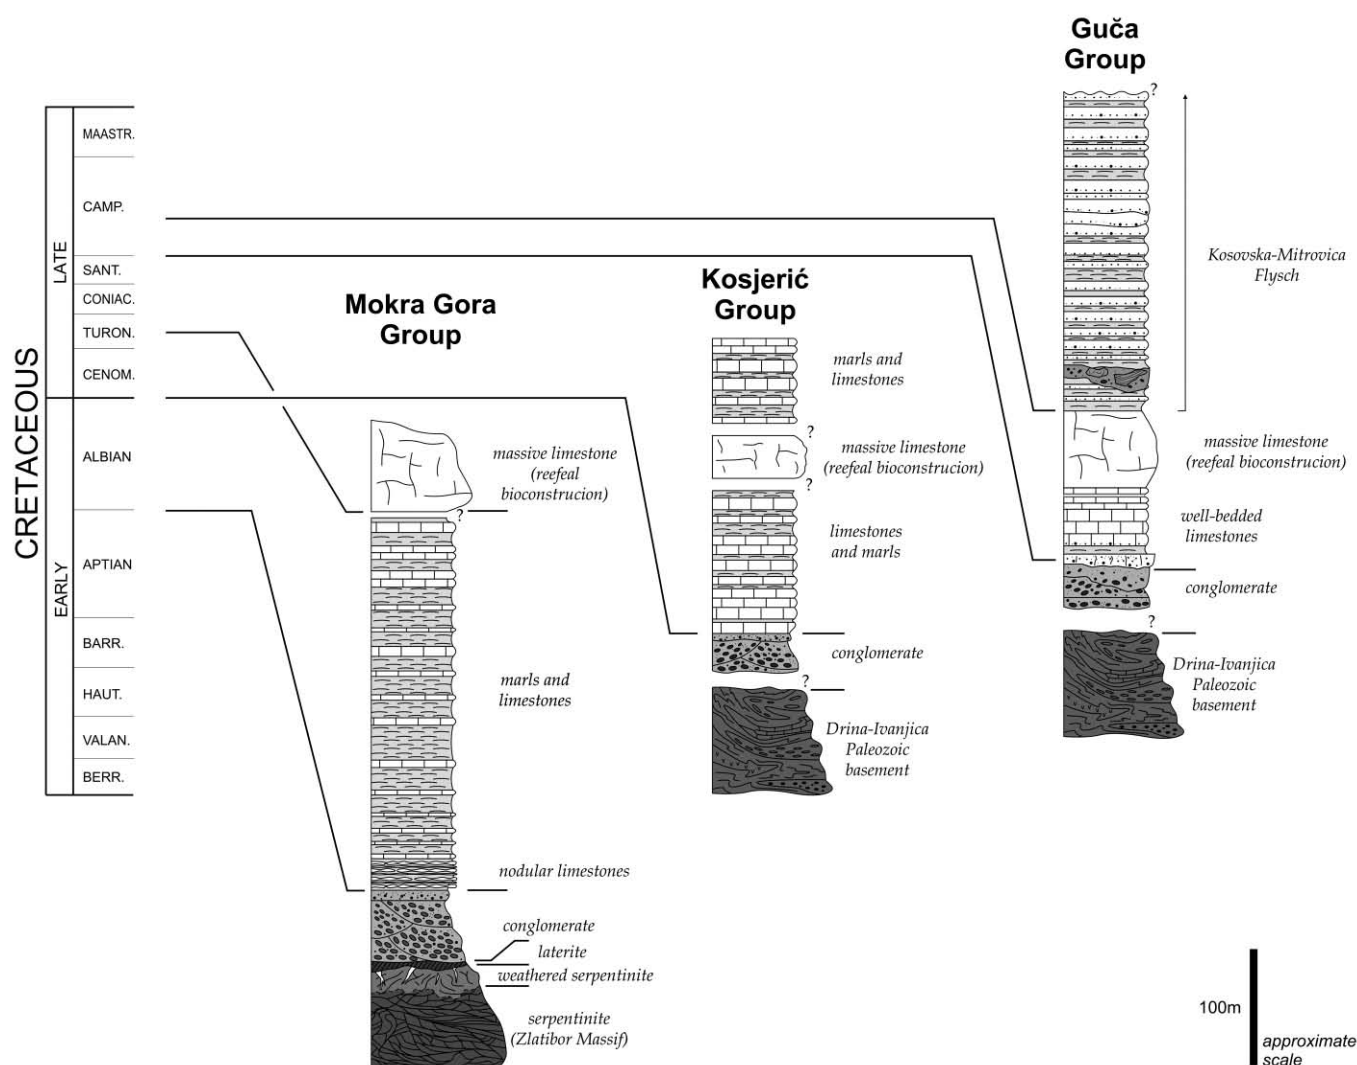 Guča
Group
?
MAASTR.
CAMP.
SANT.
CONIAC.
TURON.
CENOM.
ALBIAN
APTIAN
BARR.
HAUT.
VALAN.
BERR.
LATE
EARLY
CRETACEOUS
Mokra Gora
Group
massive limestone
(reefeal
bioconstrucion)
?
marls and
limestones
nodular limestones
conglomerate
laterite
weathered serpentinite
serpentinite
(Zlatibor Massif)
Kosjerić
Group
marls and
limestones
?
massive limestone
(reefeal bioconstrucion)
?
limestones
and marls
conglomerate
?
Drina-Ivanjica
Paleozoic
basement
Kosovska-Mitrovica
Flysch
massive limestone
(reefeal bioconstrucion)
well-bedded
limestones
conglomerate
?
Drina-Ivanjica
Paleozoic
basement
100m
approximate
scale